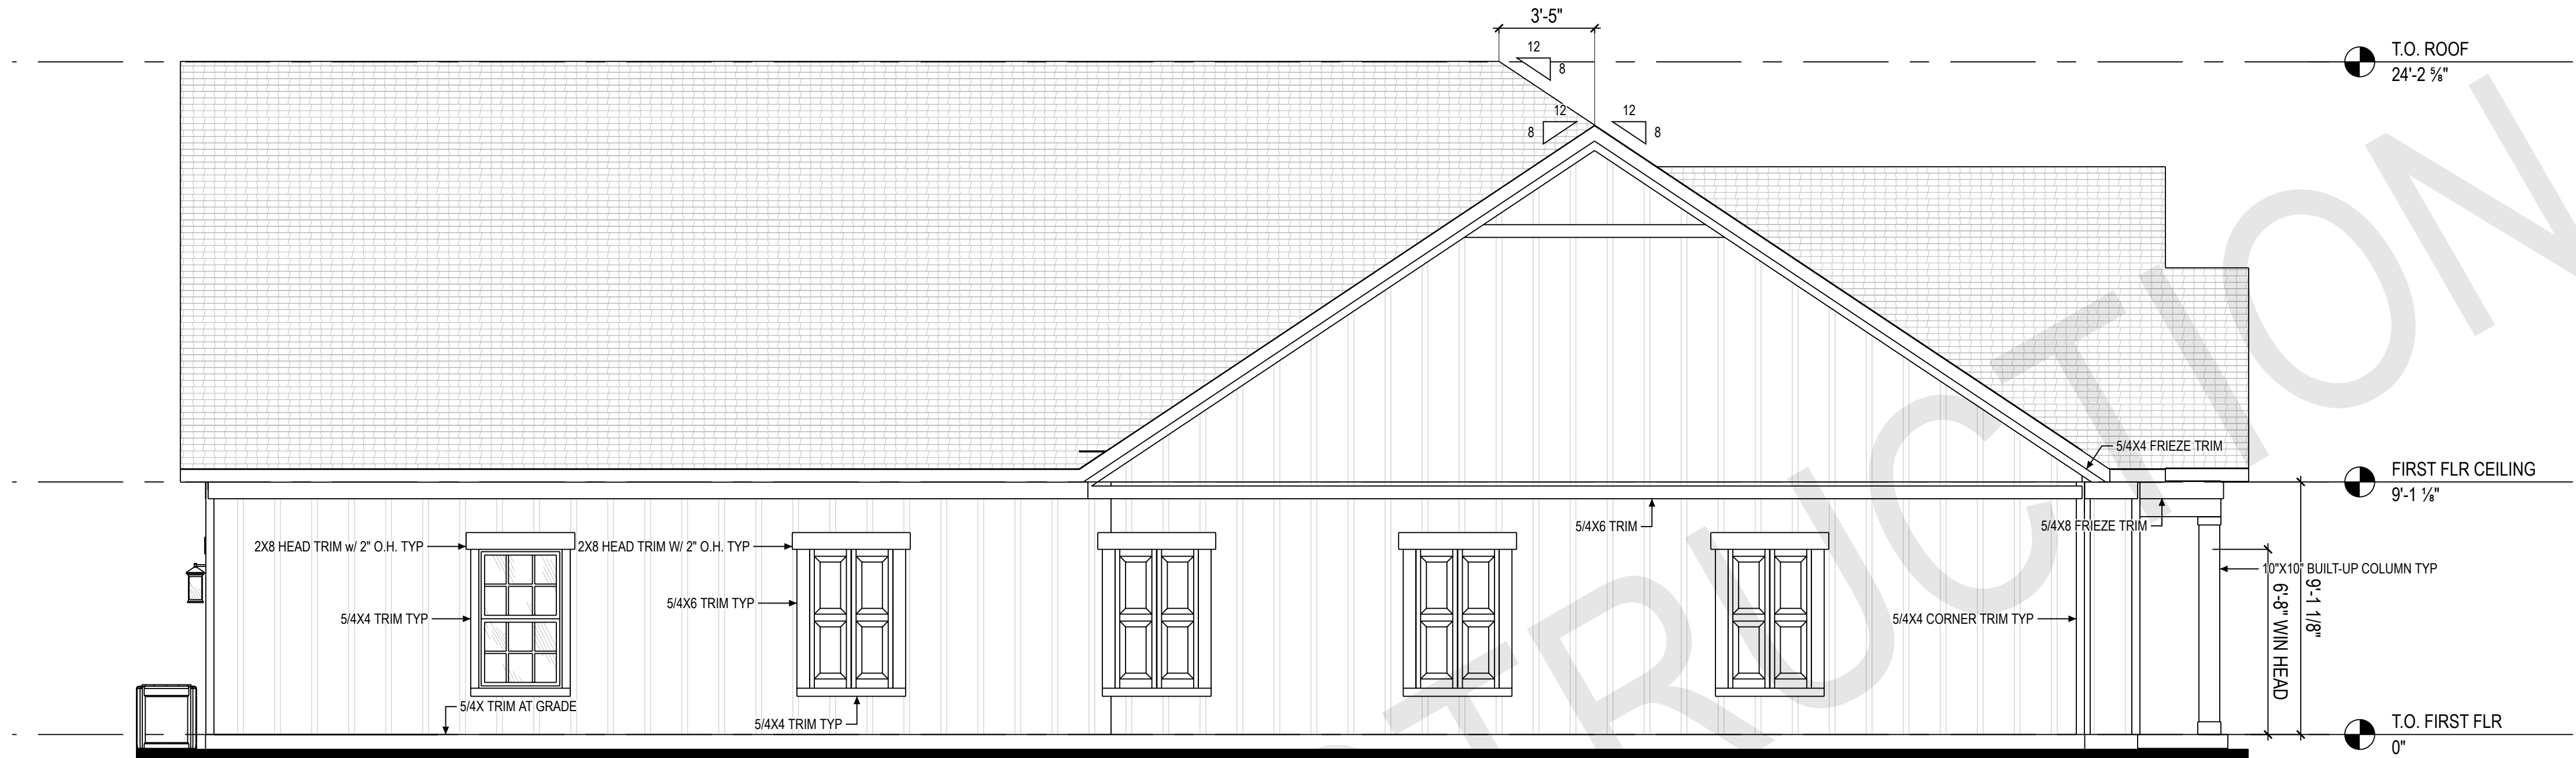 3'-5"
12
8
T.O. ROOF
24'-2 ⅝"
12
8
12
8
5/4X4 FRIEZE TRIM
FIRST FLR CEILING
9'-1 ⅛"
5/4X6 TRIM
5/4X8 FRIEZE TRIM
2X8 HEAD TRIM w/ 2" O.H. TYP
2X8 HEAD TRIM W/ 2" O.H. TYP
10"X10" BUILT-UP COLUMN TYP
5/4X6 TRIM TYP
5/4X4 TRIM TYP
5/4X4 CORNER TRIM TYP
6'-8" WIN HEAD
9'-1 1/8"
5/4X TRIM AT GRADE
5/4X4 TRIM TYP
T.O. FIRST FLR
0"
STRUCTION